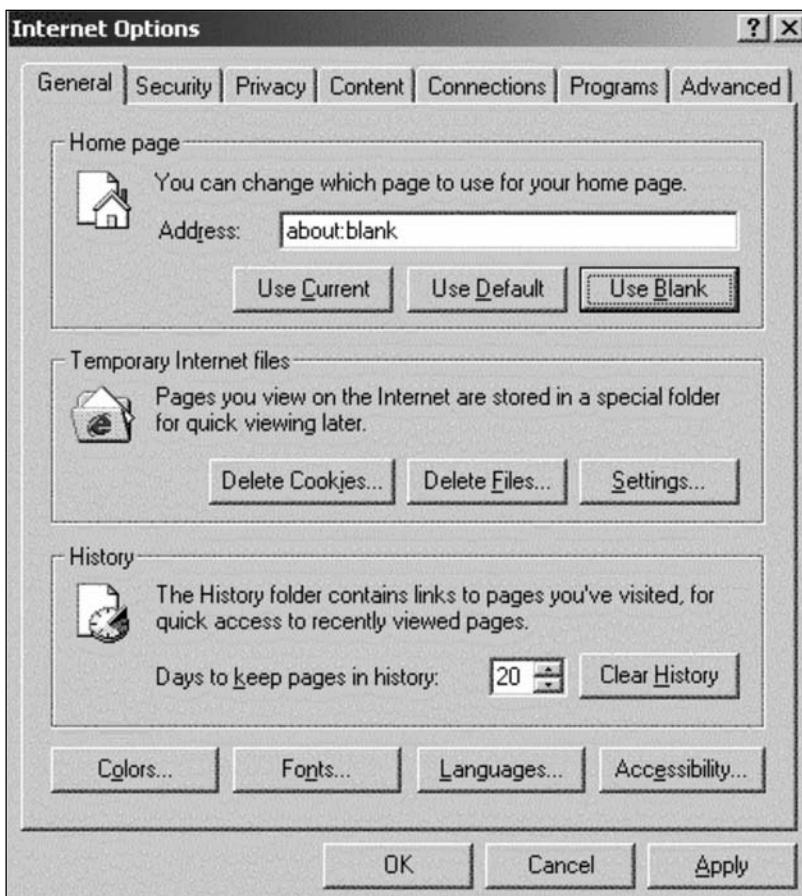 Internet Options
General Security Privacy Content Connections Programs Advanced
Home page
You can change which page to use for your home page.
Address: about:blank
Use Current Use Default Use Blank
Temporary Internet files
Pages you view on the Internet are stored in a special folder
for quick viewing later.
Delete Cookies... Delete Files... Settings...
History
The History folder contains links to pages you've visited, for
quick access to recently viewed pages.
Days to keep pages in history: 20 Clear History
Colors... Fonts... Languages... Accessibility...
OK Cancel Apply